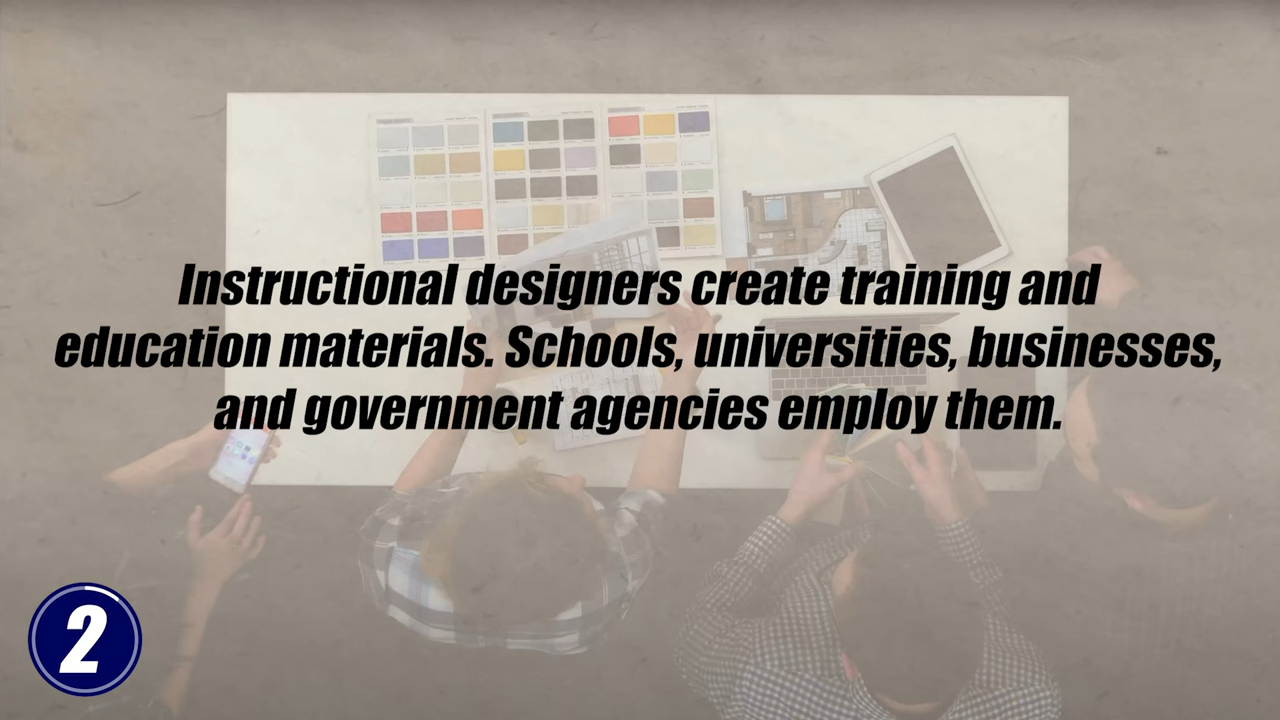 Instructional designers create training and
education materials. Schools, universities, businesses,
and government agencies employ them.
2